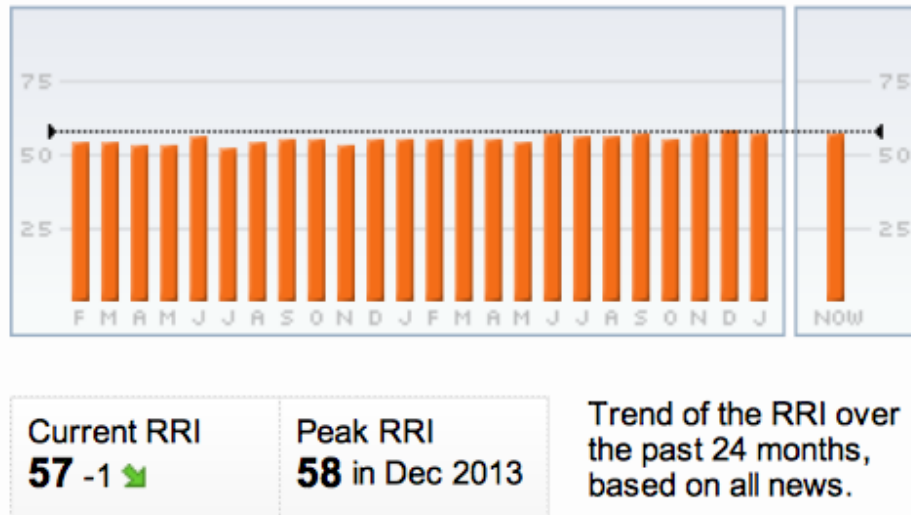 75 75
50 50
25 25
F M A M J J A S O N D J F M A M J J A S O N D J NOW
Current RRI
57 -1
Peak RRI
58 in Dec 2013
Trend of the RRI over
the past 24 months,
based on all news.